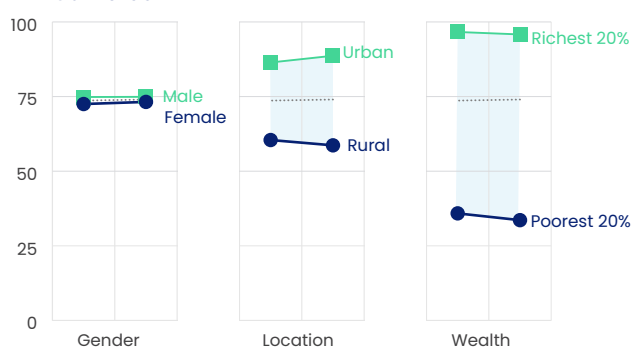 100
75
50
25
0
Male
Female
Gender
Urban
Rural
Location
Richest 20%
Poorest 20%
Wealth